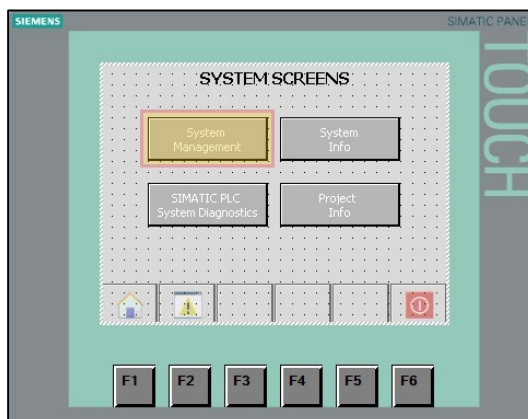 SIEMENS
SIMATIC PANEL
TOUCH
SYSTEM SCREENS
System
Management
System
Info
SIMATIC PLC
System Diagnostics
Project
Info
F1 F2 F3 F4 F5 F6